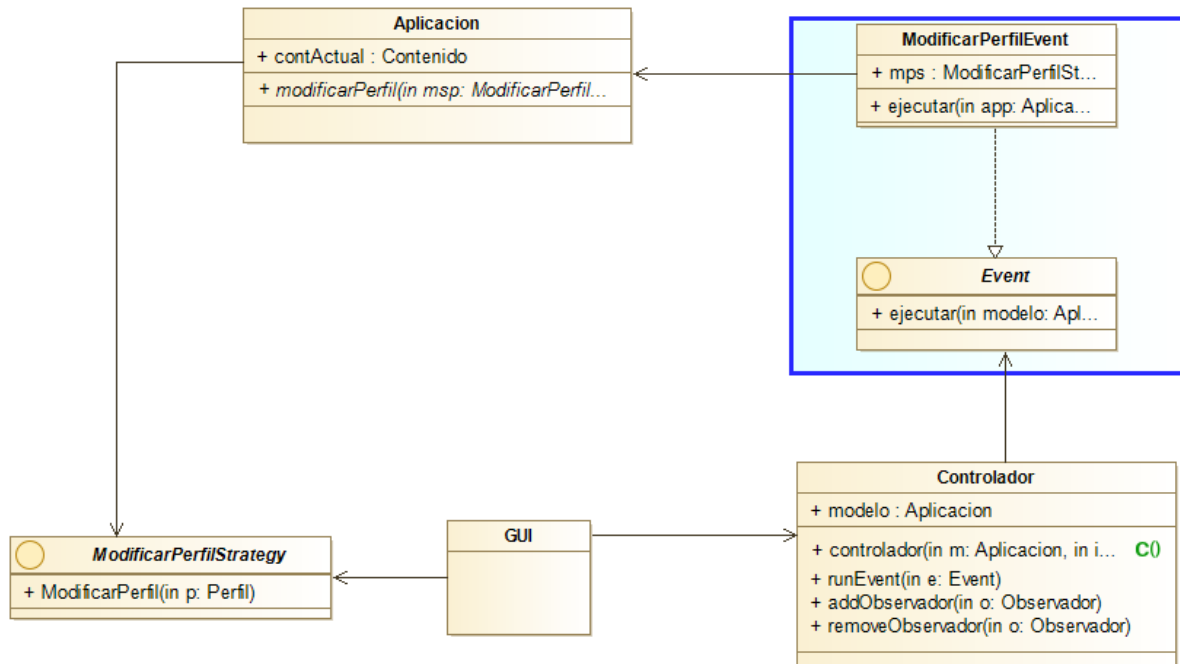 Aplicacion
+ contActual : Contenido
+ modificarPerfil(in msp: ModificarPerfil...
ModificarPerfilEvent
+ mps : ModificarPerfilSt...
+ ejecutar(in app: Aplica...
Event
+ ejecutar(in modelo: Apl...
Controlador
+ modelo : Aplicacion
+ controlador(in m: Aplicacion, in i... C()
+ runEvent(in e: Event)
+ addObservador(in o: Observador)
+ removeObservador(in o: Observador)
GUI
ModificarPerfilStrategy
+ ModificarPerfil(in p: Perfil)